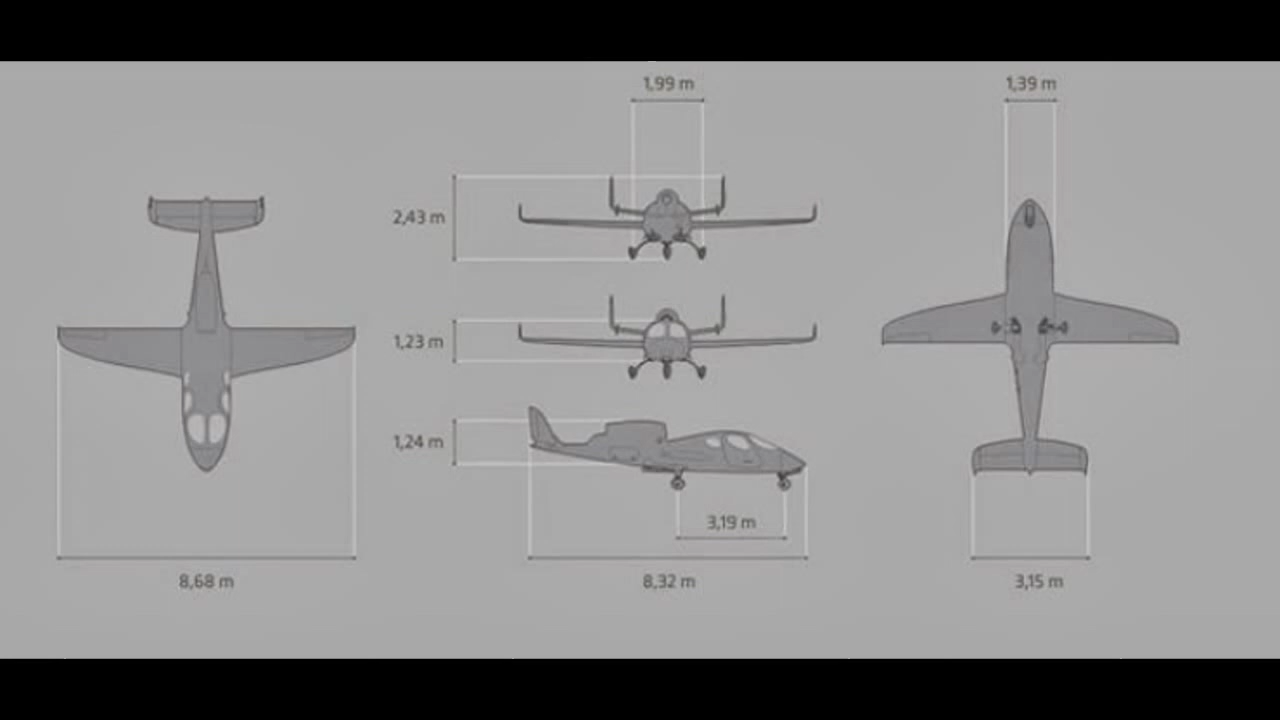 1,99 m
1,39 m
2,43 m
1,23 m
1,24 m
3,19 m
8,68 m
8,32 m
3,15 m